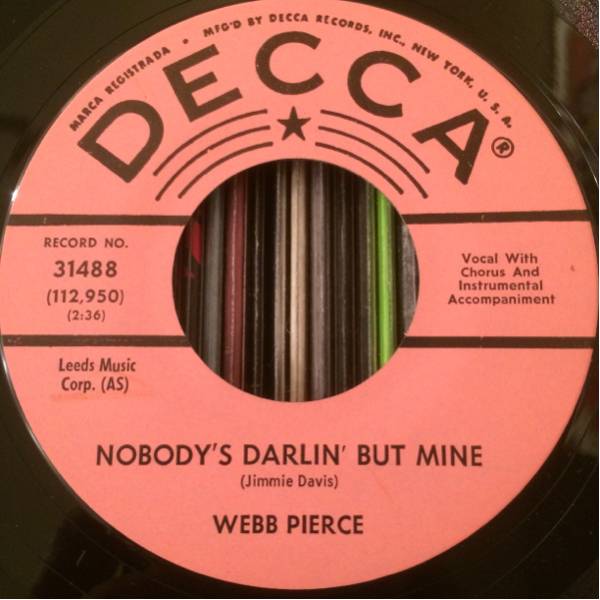 MARCA REGISTRADA • MFG'D BY DECCA RECORDS, INC., NEW YORK, U. S. A.
DECCA®
RECORD NO.
31488
(112,950)
(2:36)
Vocal With
Chorus And
Instrumental
Accompaniment
Leeds Music
Corp. (AS)
NOBODY'S DARLIN' BUT MINE
(Jimmie Davis)
WEBB PIERCE